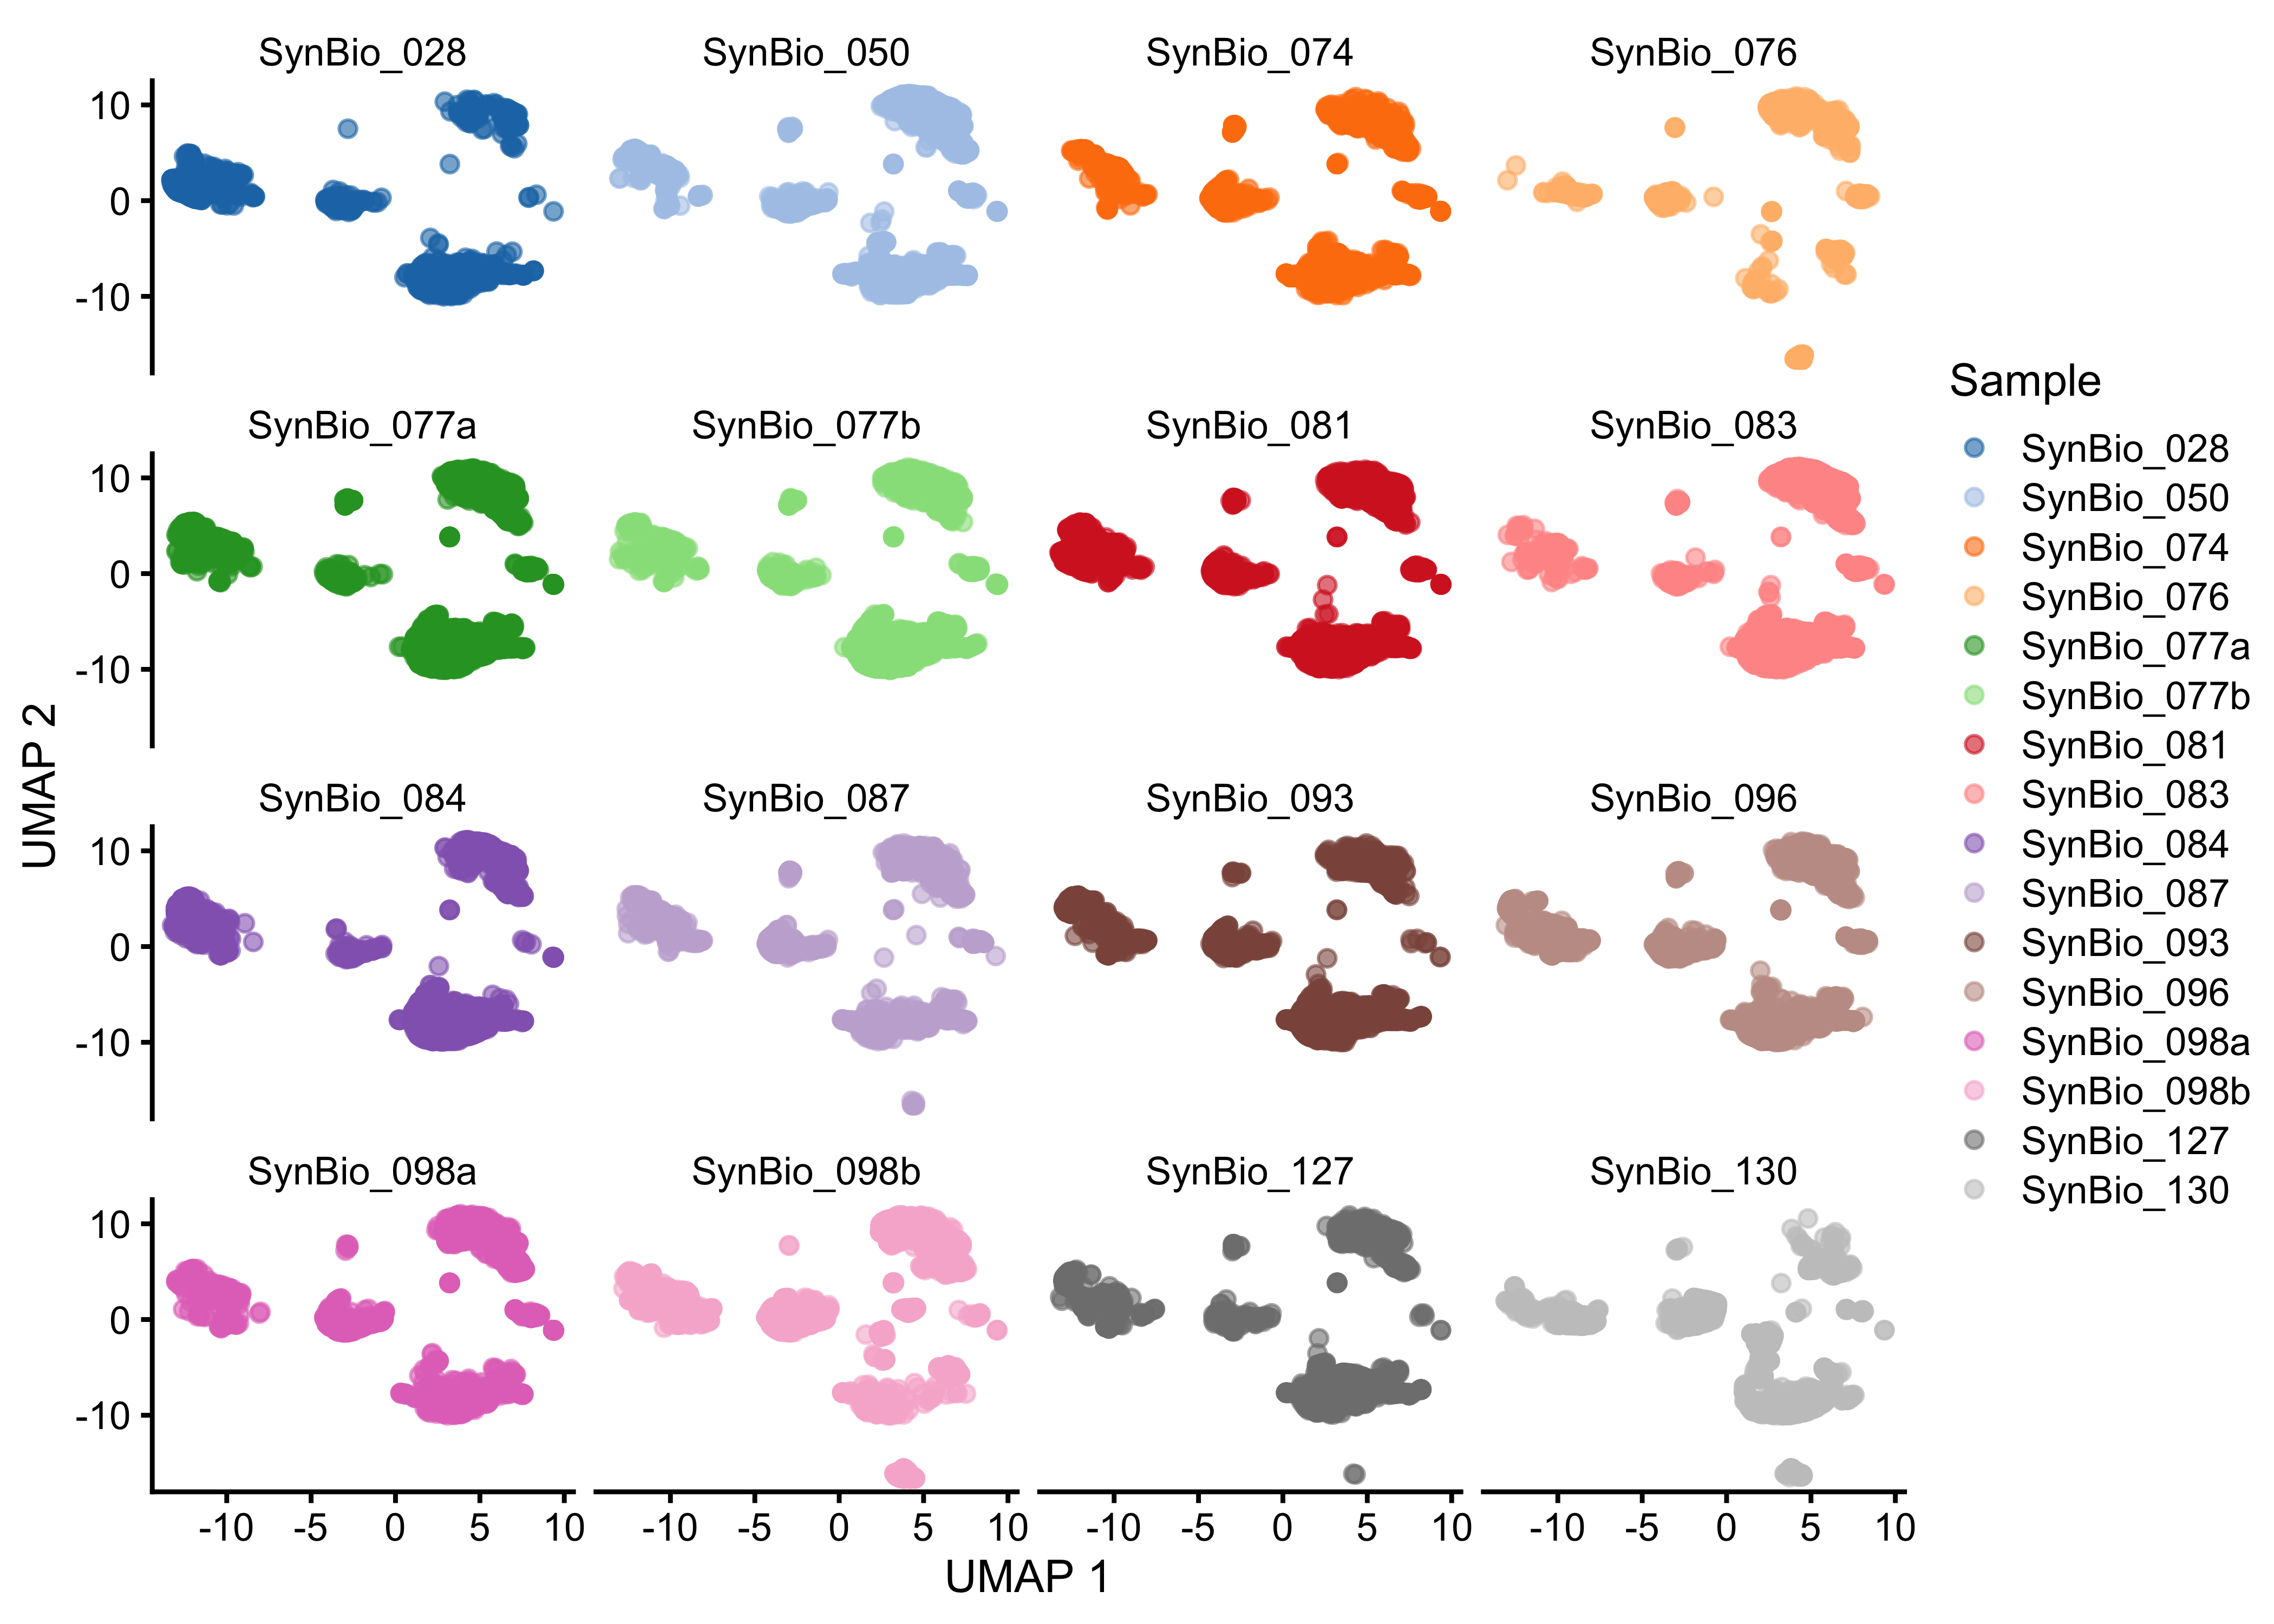 SynBio_028 SynBio_050 SynBio_074 SynBio_076
10
0
-10
SynBio_077a SynBio_077b SynBio_081 SynBio_083
10
0
-10
SynBio_084 SynBio_087 SynBio_093 SynBio_096
10
0
-10
SynBio_098a SynBio_098b SynBio_127 SynBio_130
10
0
-10
-10 -5 0 5 10 -10 -5 0 5 10 -10 -5 0 5 10 -10 -5 0 5 10
UMAP 1
UMAP 2
Sample
SynBio_028
SynBio_050
SynBio_074
SynBio_076
SynBio_077a
SynBio_077b
SynBio_081
SynBio_083
SynBio_084
SynBio_087
SynBio_093
SynBio_096
SynBio_098a
SynBio_098b
SynBio_127
SynBio_130